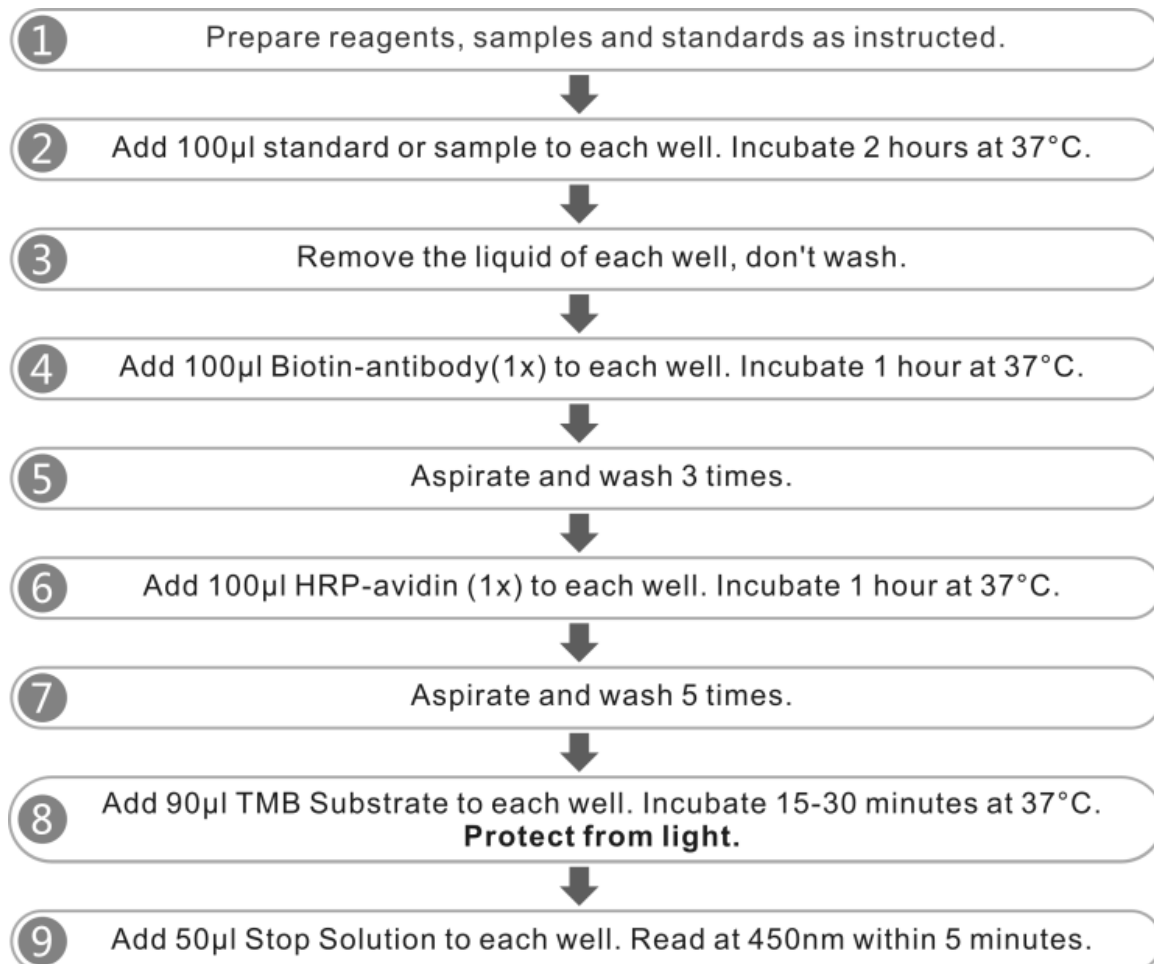 1 Prepare reagents, samples and standards as instructed.
2 Add 100μl standard or sample to each well. Incubate 2 hours at 37°C.
3 Remove the liquid of each well, don't wash.
4 Add 100μl Biotin-antibody(1x) to each well. Incubate 1 hour at 37°C.
5 Aspirate and wash 3 times.
6 Add 100μl HRP-avidin (1x) to each well. Incubate 1 hour at 37°C.
7 Aspirate and wash 5 times.
8 Add 90μl TMB Substrate to each well. Incubate 15-30 minutes at 37°C.
Protect from light.
9 Add 50μl Stop Solution to each well. Read at 450nm within 5 minutes.